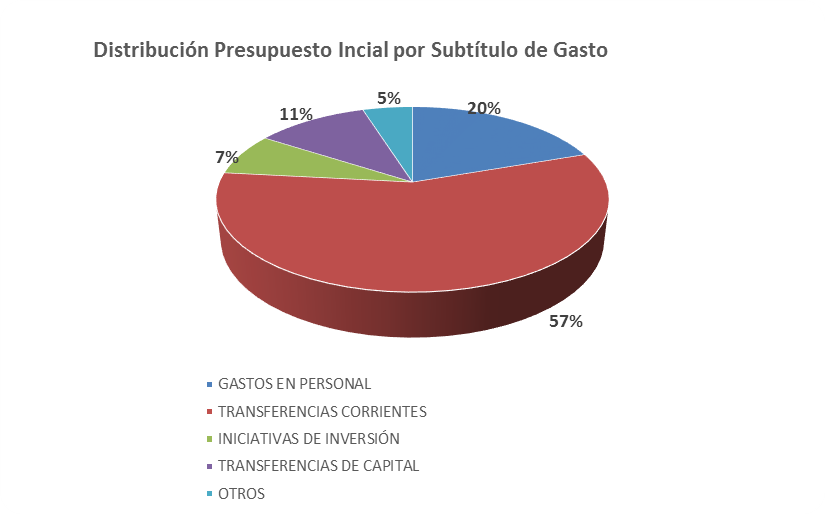 Distribución Presupuesto Incial por Subtítulo de Gasto
5%
20%
11%
7%
57%
GASTOS EN PERSONAL
TRANSFERENCIAS CORRIENTES
INICIATIVAS DE INVERSIÓN
TRANSFERENCIAS DE CAPITAL
OTROS